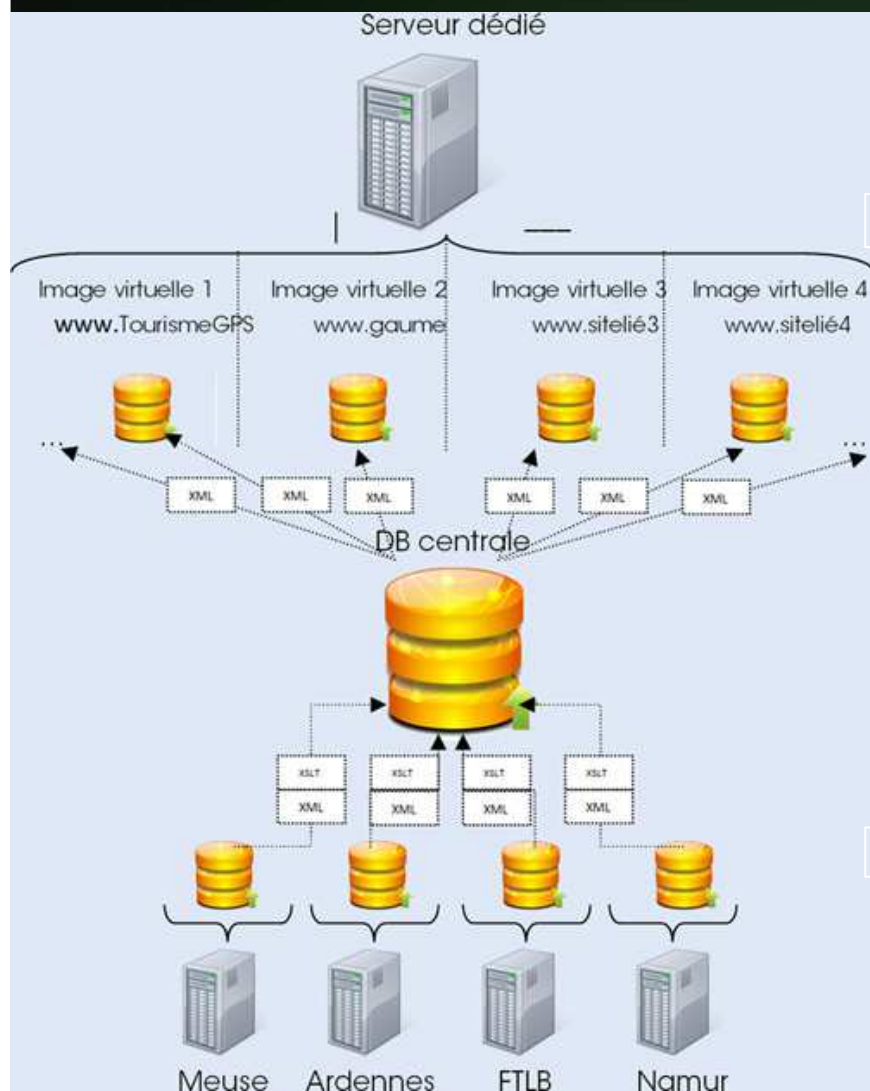 Serveur dédié
Image virtuelle 1 Image virtuelle 2 Image virtuelle 3 Image virtuelle 4
www.TourismeGPS www.gaume www.sitelié3 www.sitelié4
... ...
XML XML XML XML XML XML
DB centrale
XSLT XSLT XSLT XSLT
XML XML XML XML
Meuse Ardennes FTLB Namur